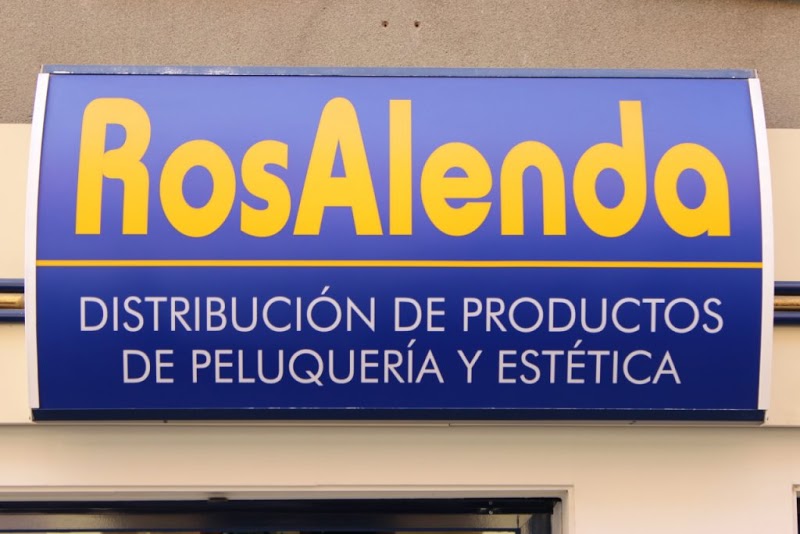 RosAlenda
DISTRIBUCIÓN DE PRODUCTOS
DE PELUQUERÍA Y ESTÉTICA